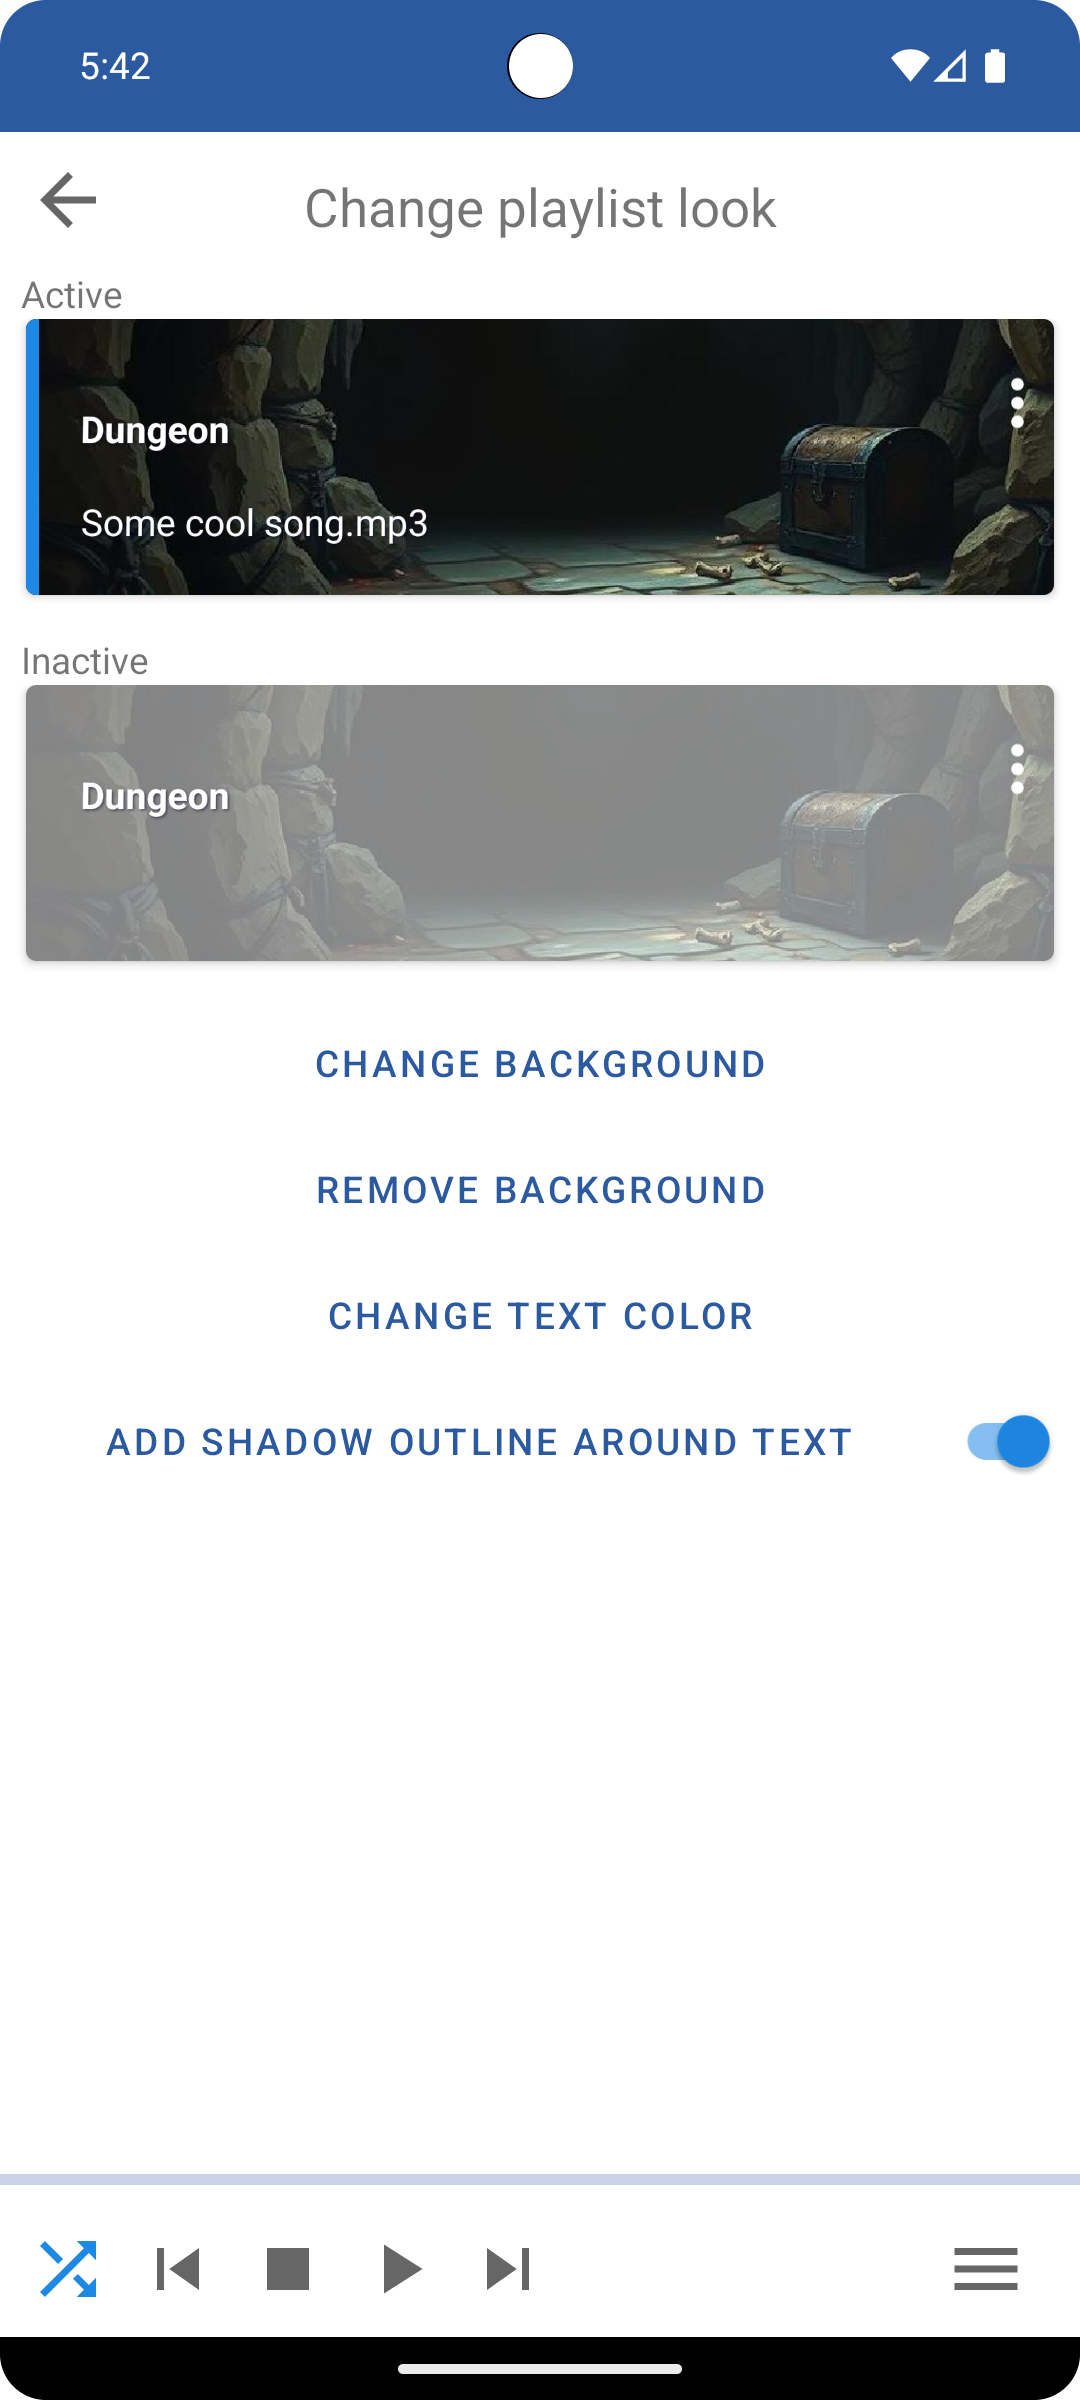 5:42
Change playlist look
Active
Dungeon
Some cool song.mp3
Inactive
Dungeon
CHANGE BACKGROUND
REMOVE BACKGROUND
CHANGE TEXT COLOR
ADD SHADOW OUTLINE AROUND TEXT